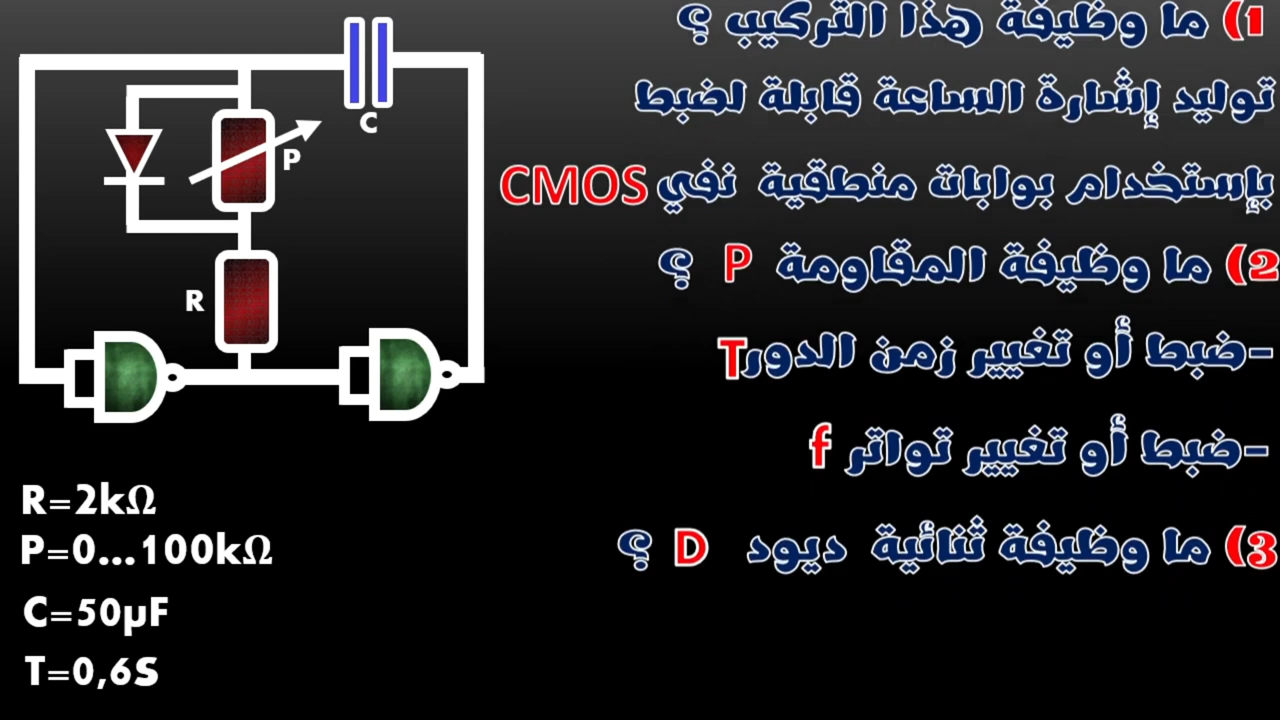 1) ما وظيفة هذا التركيب ؟
توليد إشارة الساعة قابلة لضبط
بإستخدام بوابات منطقية نفي CMOS
2) ما وظيفة المقاومة P ؟
-ضبط أو تغيير زمن الدورT
-ضبط أو تغيير تواتر f
3) ما وظيفة ثنائية ديود D ؟
C
P
R
R=2kΩ
P=0...100kΩ
C=50µF
T=0,6S